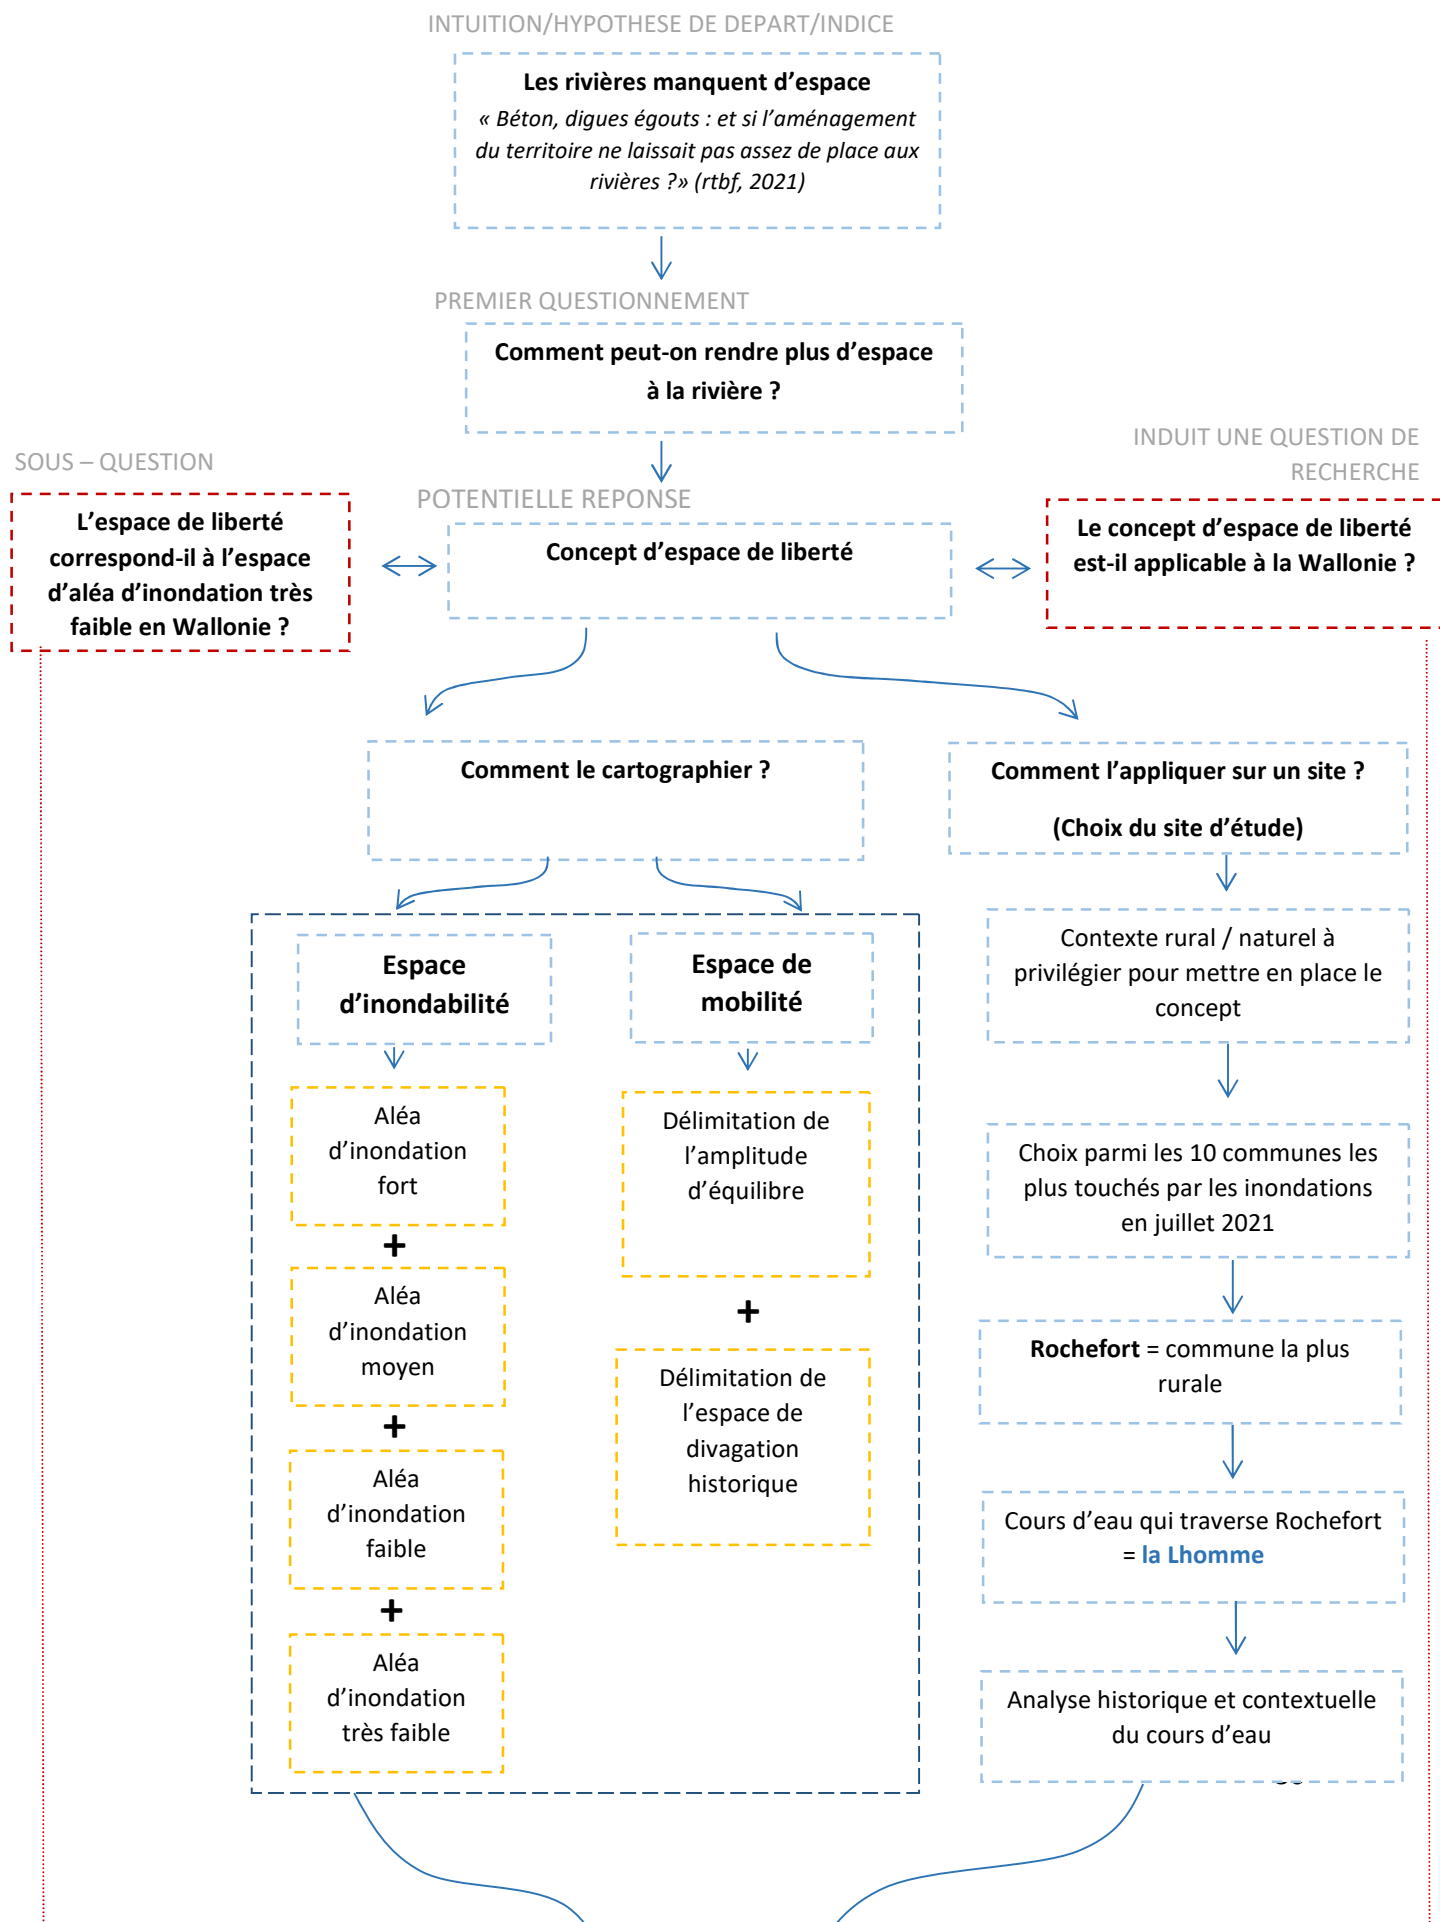 INTUITION/HYPOTHESE DE DEPART/INDICE
Les rivières manquent d’espace
« Béton, digues égouts : et si l’aménagement
du territoire ne laissait pas assez de place aux
rivières ?» (rtbf, 2021)
PREMIER QUESTIONNEMENT
Comment peut-on rendre plus d’espace
à la rivière ?
SOUS – QUESTION
L’espace de liberté
correspond-il à l’espace
d’aléa d’inondation très
faible en Wallonie ?
POTENTIELLE REPONSE
Concept d’espace de liberté
INDUIT UNE QUESTION DE
RECHERCHE
Le concept d’espace de liberté
est-il applicable à la Wallonie ?
Comment le cartographier ?
Espace
d’inondabilité
Aléa
d’inondation
fort
+
Aléa
d’inondation
moyen
+
Aléa
d’inondation
faible
+
Aléa
d’inondation
très faible
Espace de
mobilité
Délimitation de
l’amplitude
d’équilibre
+
Délimitation de
l’espace de
divagation
historique
Comment l’appliquer sur un site ?
(Choix du site d’étude)
Contexte rural / naturel à
privilégier pour mettre en place le
concept
Choix parmi les 10 communes les
plus touchés par les inondations
en juillet 2021
Rochefort = commune la plus
rurale
Cours d’eau qui traverse Rochefort
= la Lhomme
Analyse historique et contextuelle
du cours d’eau